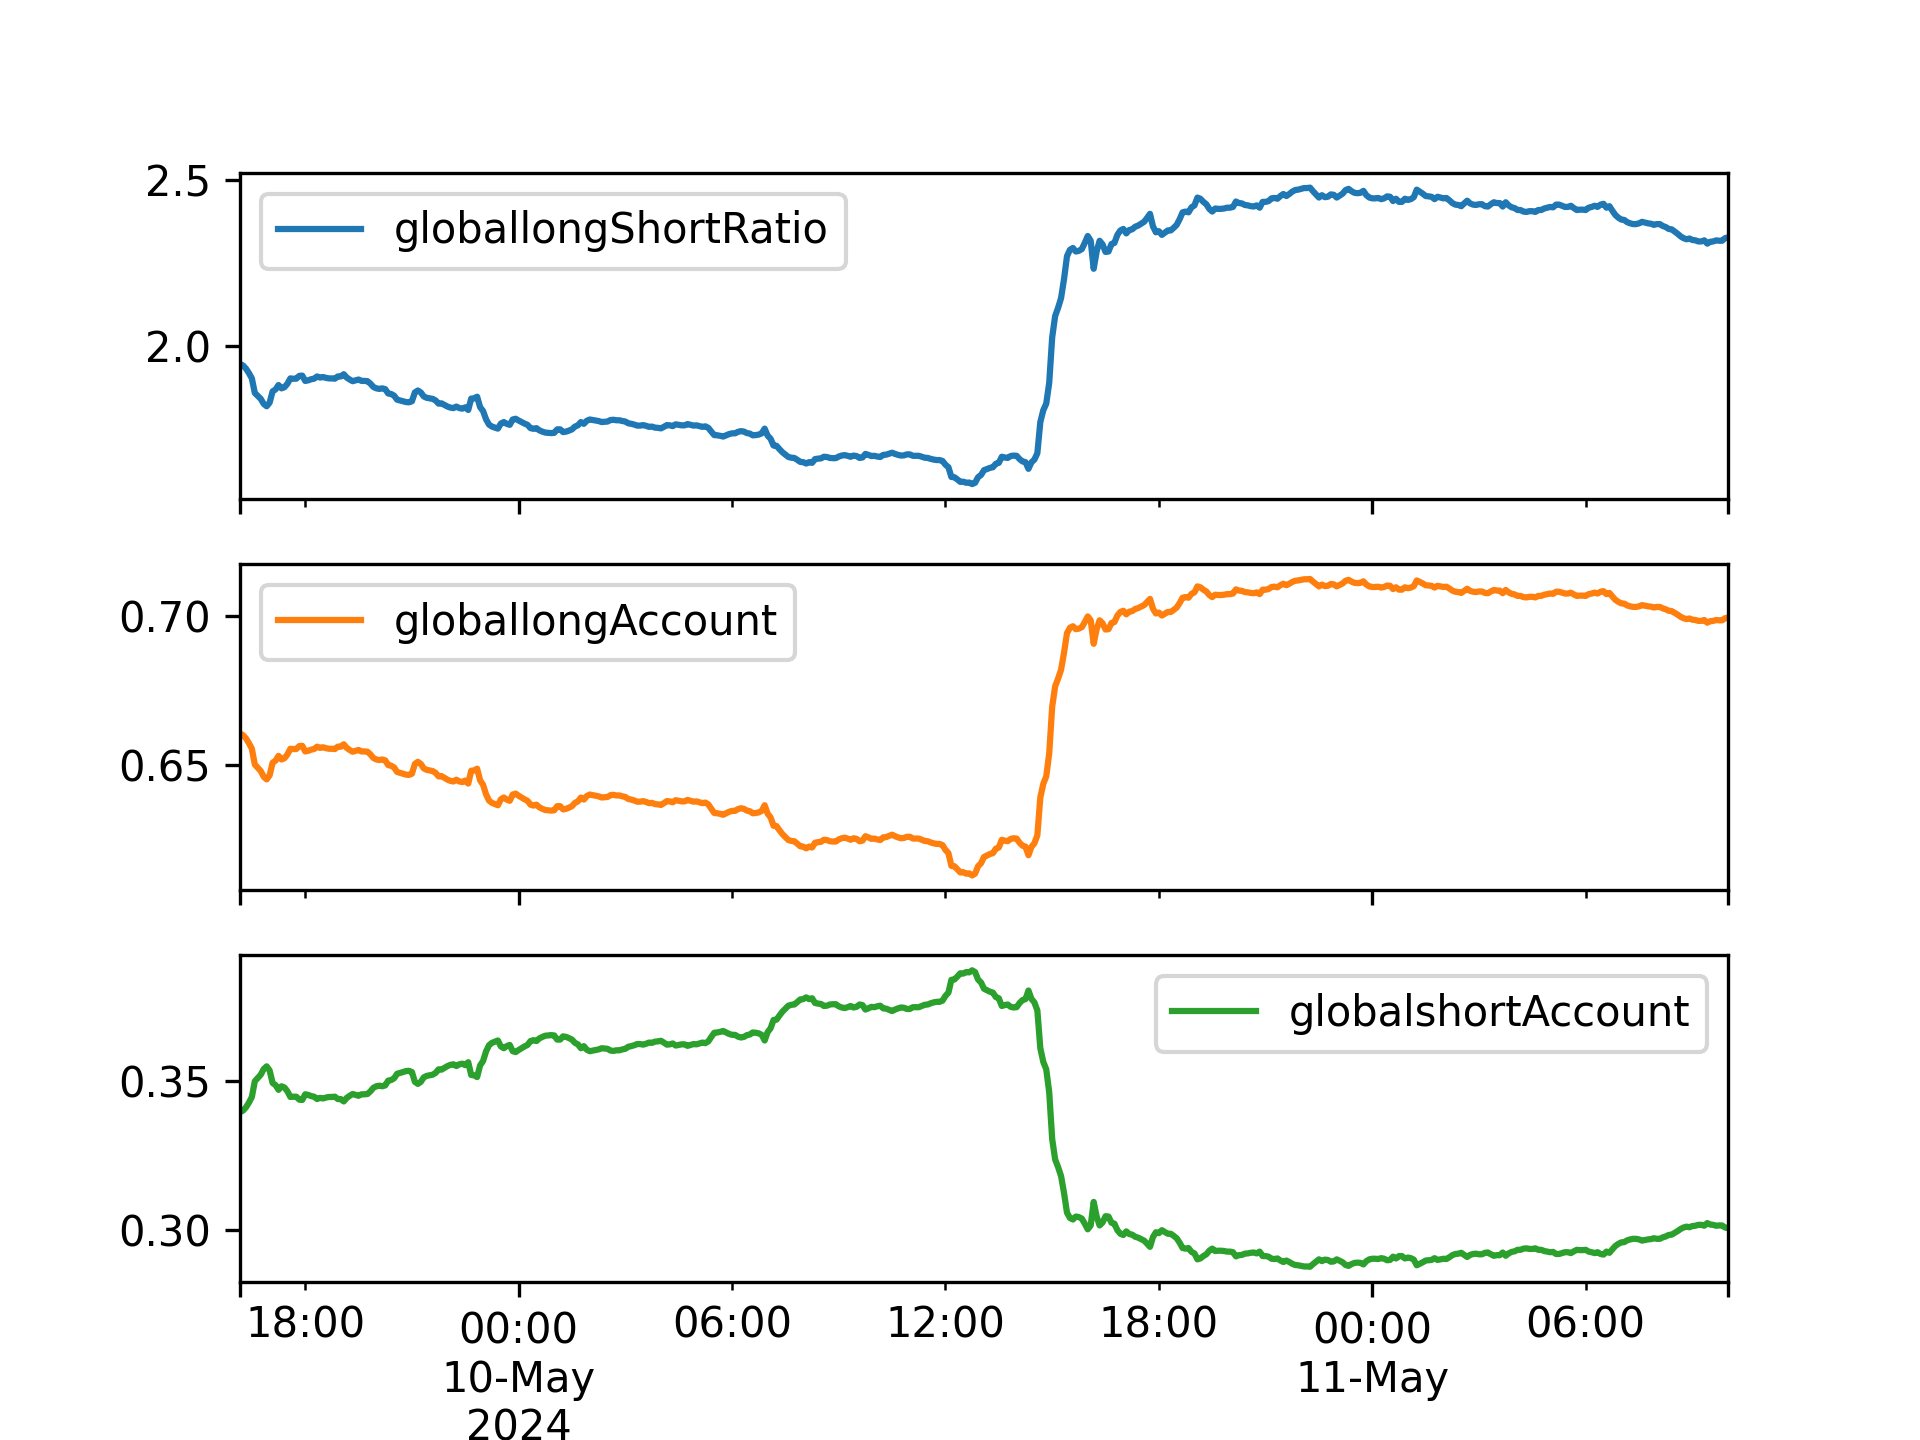 2.5
globallongShortRatio
2.0
0.70
globallongAccount
0.65
globalshortAccount
0.35
0.30
18:00 00:00 06:00 12:00 18:00 00:00 06:00
10-May 11-May
2024